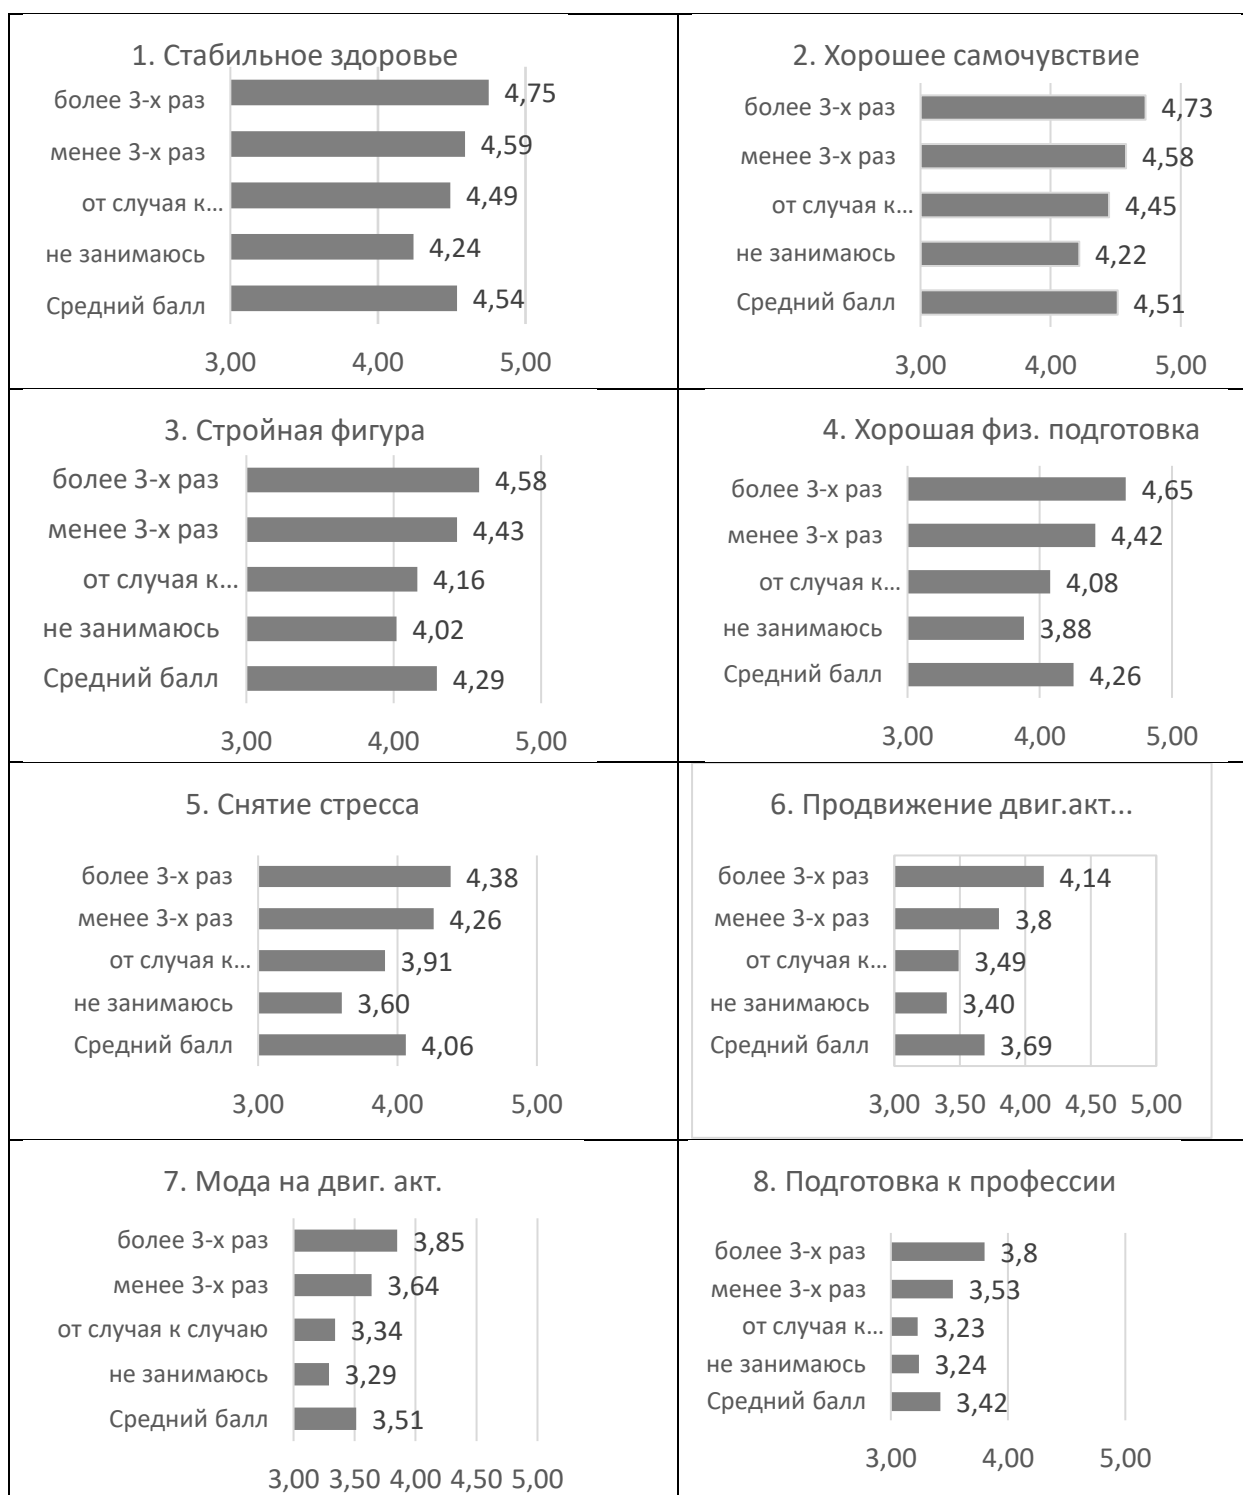 1. Стабильное здоровье
более 3-х раз 4,75
менее 3-х раз 4,59
от случая к... 4,49
не занимаюсь 4,24
Средний балл 4,54
3,00 4,00 5,00
2. Хорошее самочувствие
более 3-х раз 4,73
менее 3-х раз 4,58
от случая к... 4,45
не занимаюсь 4,22
Средний балл 4,51
3,00 4,00 5,00
3. Стройная фигура
более 3-х раз 4,58
менее 3-х раз 4,43
от случая к... 4,16
не занимаюсь 4,02
Средний балл 4,29
3,00 4,00 5,00
4. Хорошая физ. подготовка
более 3-х раз 4,65
менее 3-х раз 4,42
от случая к... 4,08
не занимаюсь 3,88
Средний балл 4,26
3,00 4,00 5,00
5. Снятие стресса
более 3-х раз 4,38
менее 3-х раз 4,26
от случая к... 3,91
не занимаюсь 3,60
Средний балл 4,06
3,00 4,00 5,00
6. Продвижение двиг.акт...
более 3-х раз 4,14
менее 3-х раз 3,8
от случая к... 3,49
не занимаюсь 3,40
Средний балл 3,69
3,00 3,50 4,00 4,50 5,00
7. Мода на двиг. акт.
более 3-х раз 3,85
менее 3-х раз 3,64
от случая к случаю 3,34
не занимаюсь 3,29
Средний балл 3,51
3,00 3,50 4,00 4,50 5,00
8. Подготовка к профессии
более 3-х раз 3,8
менее 3-х раз 3,53
от случая к... 3,23
не занимаюсь 3,24
Средний балл 3,42
3,00 4,00 5,00